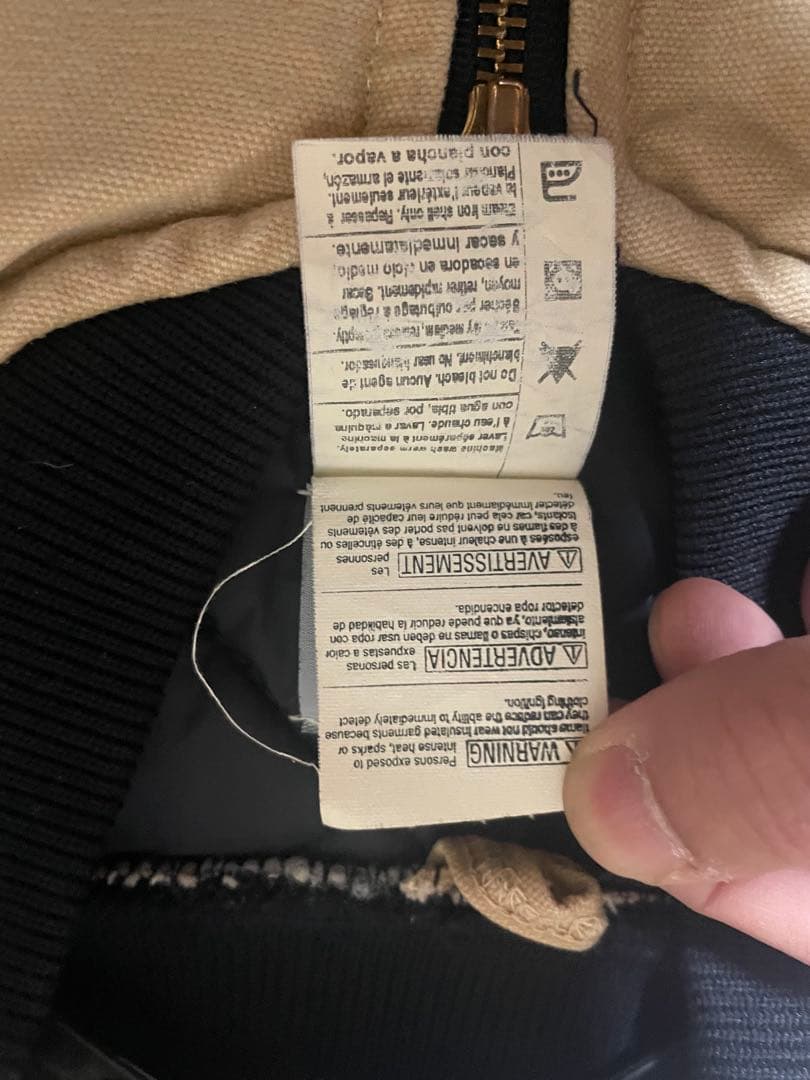 WARNING Persons exposed to
intense heat, sparks or
flame should not wear insulated garments because
they can reduce the ability to immediately detect
clothing ignition.
ADVERTENCIA Las personas
expuestas a calor
intenso, chispas o llamas no deben usar ropa con
aislamiento, ya que puede reducir la habilidad de
detectar ropa encendida.
AVERTISSEMENT Les
personnes
exposées à une chaleur intense, à des étincelles ou
à des flammes ne doivent pas porter des vêtements
isolants, car cela peut réduire leur capacité de
détecter immédiatement que leurs vêtements prennent
feu.
Machine wash warm separately.
Laver séparément à la machine
à l'eau chaude. Lavar a máquina
con agua tibia, por separado.
Do not bleach. Aucun agent de
blanchiment. No usar blanqueador.
dry medium, remove
Sécher par culbutage à réglage
moyen, retirer rapidement. Secar
en secadora en ciclo medio,
y sacar inmediatamente.
Steam iron shell only. Repasser à
la vapeur l'extérieur seulement.
Planchar solamente el armazón,
con plancha a vapor.